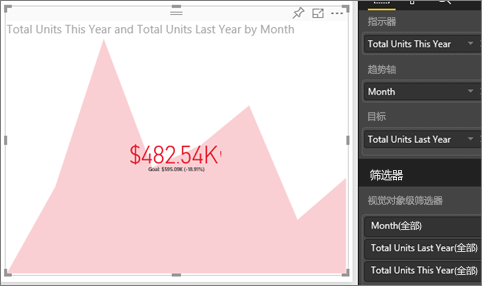 Total Units This Year and Total Units Last Year by Month
$482.54K!
Goal: $595.09K (-18.91%)
指示器
Total Units This Year
趋势轴
Month
目标
Total Units Last Year
筛选器
视觉对象级筛选器
Month(全部)
Total Units Last Year(全部)
Total Units This Year(全部)